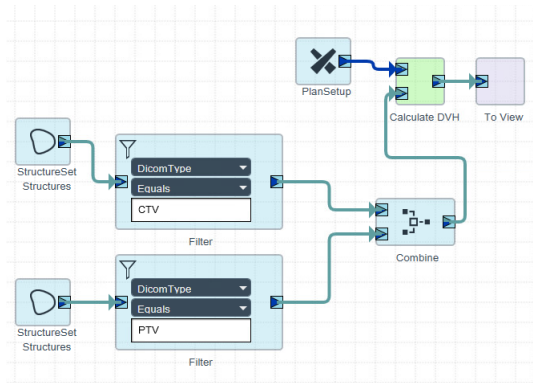 PlanSetup
Calculate DVH
To View
StructureSet
Structures
DicomType
Equals
CTV
Filter
Combine
StructureSet
Structures
DicomType
Equals
PTV
Filter